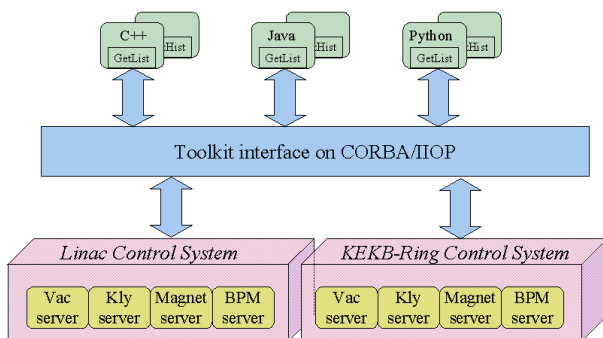 C++
GetList
Hist
Java
GetList
Hist
Python
GetList
Hist
Toolkit interface on CORBA/IIOP
Linac Control System
KEKB-Ring Control System
Vac
server
Kly
server
Magnet
server
BPM
server
Vac
server
Kly
server
Magnet
server
BPM
server